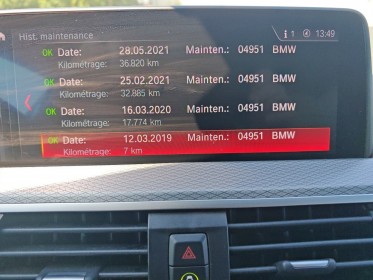 Hist. maintenance
i 1 13:49
OK Date: 28.05.2021 Mainten.: 04951 BMW
Kilométrage: 36.820 km
OK Date: 25.02.2021 Mainten.: 04951 BMW
Kilométrage: 32.885 km
OK Date: 16.03.2020 Mainten.: 04951 BMW
Kilométrage: 17.774 km
OK Date: 12.03.2019 Mainten.: 04951 BMW
Kilométrage: 7 km